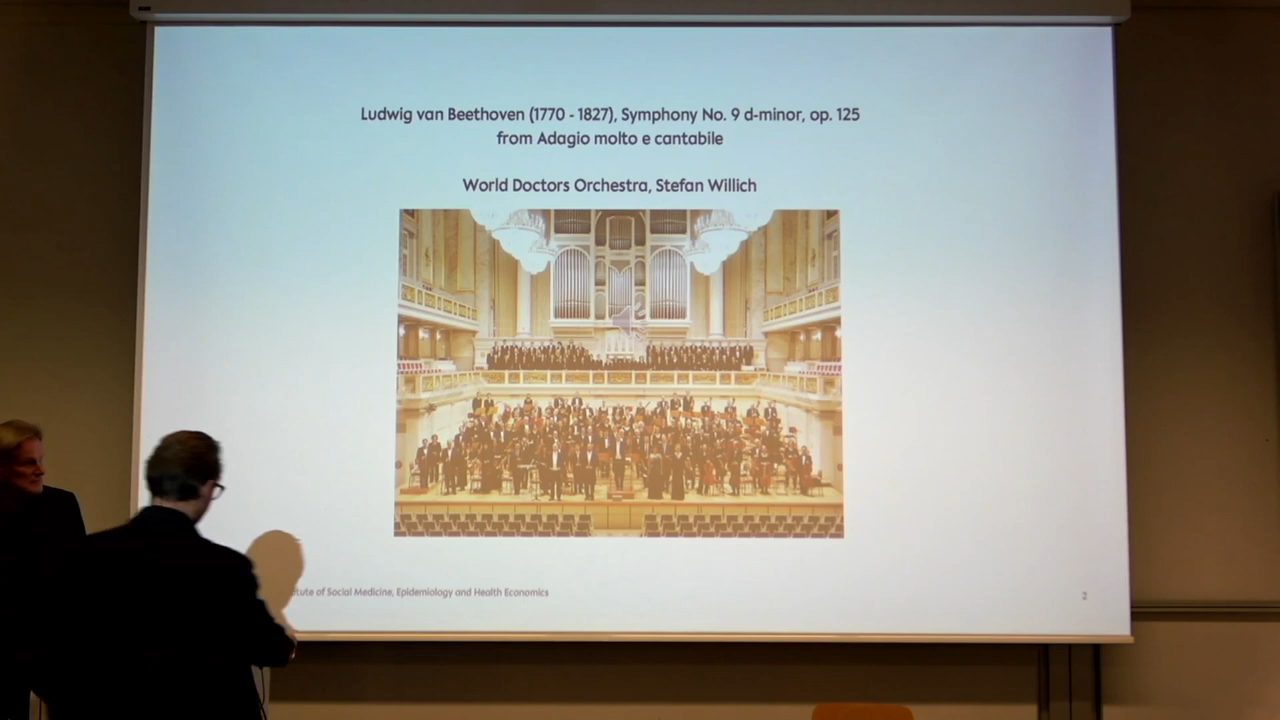 Ludwig van Beethoven (1770 - 1827), Symphony No. 9 d-minor, op. 125
from Adagio molto e cantabile
World Doctors Orchestra, Stefan Willich
of Social Medicine, Epidemiology and Health Economics
2